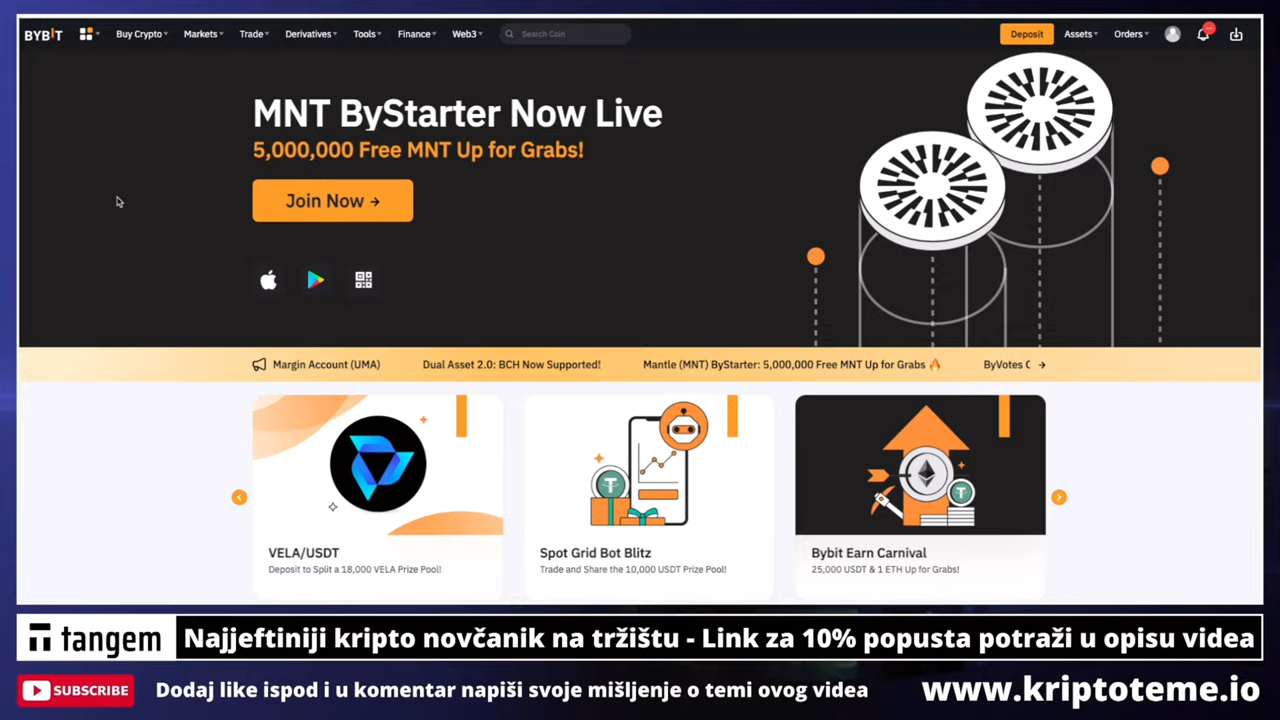 BYBIT
Buy Crypto
Markets
Trade
Derivatives
Tools
Finance
Web3
Search Coin
Deposit
Assets
Orders
MNT ByStarter Now Live
5,000,000 Free MNT Up for Grabs!
Join Now →
Margin Account (UMA)
Dual Asset 2.0: BCH Now Supported!
Mantle (MNT) ByStarter: 5,000,000 Free MNT Up for Grabs 🔥
ByVotes C →
VELA/USDT
Deposit to Split a 18,000 VELA Prize Pool!
Spot Grid Bot Blitz
Trade and Share the 10,000 USDT Prize Pool!
Bybit Earn Carnival
25,000 USDT & 1 ETH Up for Grabs!
tangem
Najjeftiniji kripto novčanik na tržištu - Link za 10% popusta potraži u opisu videa
SUBSCRIBE
Dodaj like ispod i u komentar napiši svoje mišljenje o temi ovog videa
www.kriptoteme.io